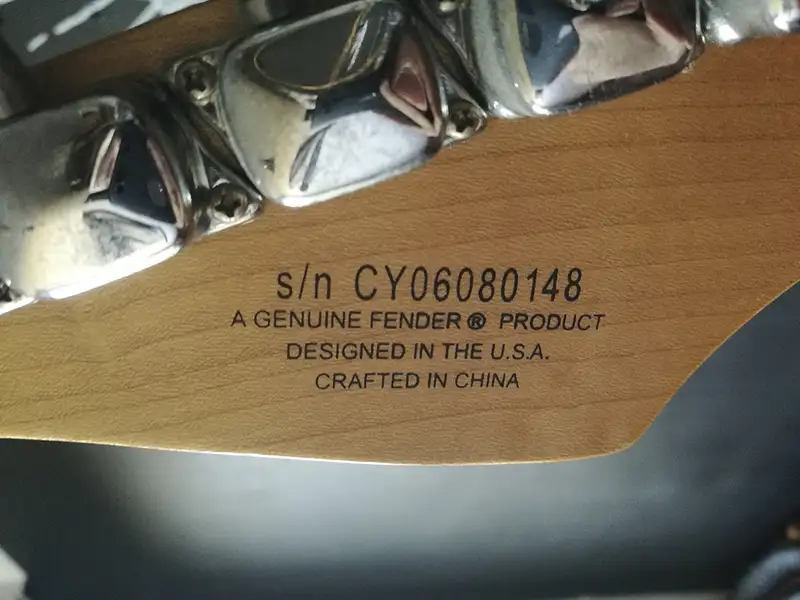 s/n CY06080148
A GENUINE FENDER® PRODUCT
DESIGNED IN THE U.S.A.
CRAFTED IN CHINA